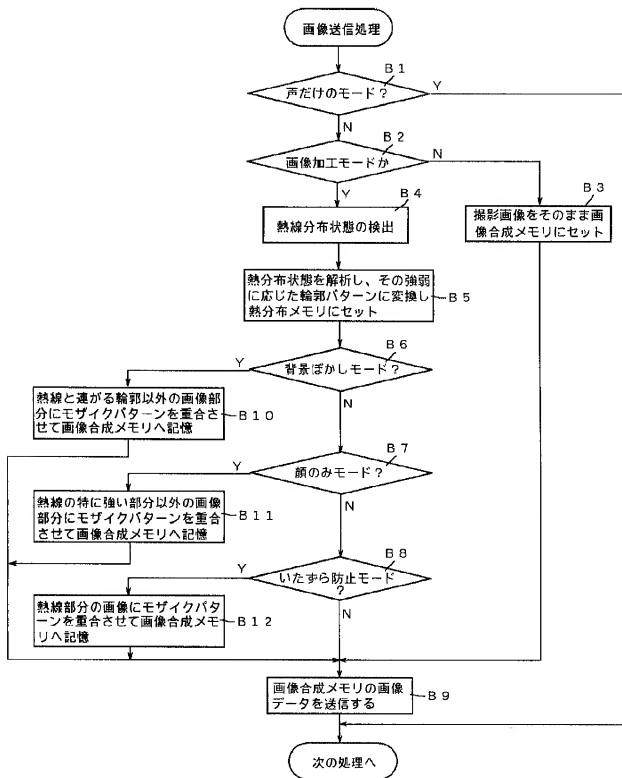 画像送信処理
B1
声だけのモード？
Y
N
B2
画像加工モードか
N
Y
B4
熱線分布状態の検出
B3
撮影画像をそのまま画
像合成メモリにセット
熱分布状態を解析し、その強弱
に応じた輪郭パターンに変換し
熱分布メモリにセット
B5
B6
背景ぼかしモード？
Y
N
熱線と連がる輪郭以外の画像部
分にモザイクパターンを重合さ
せて画像合成メモリへ記憶
B10
B7
顔のみモード？
Y
N
熱線の特に強い部分以外の画像
部分にモザイクパターンを重合
させて画像合成メモリへ記憶
B11
B8
いたずら防止モード
？
Y
N
熱線部分の画像にモザイクパタ
ーンを重合させて画像合成メモ
リへ記憶
B12
画像合成メモリの画像
データを送信する
B9
次の処理へ